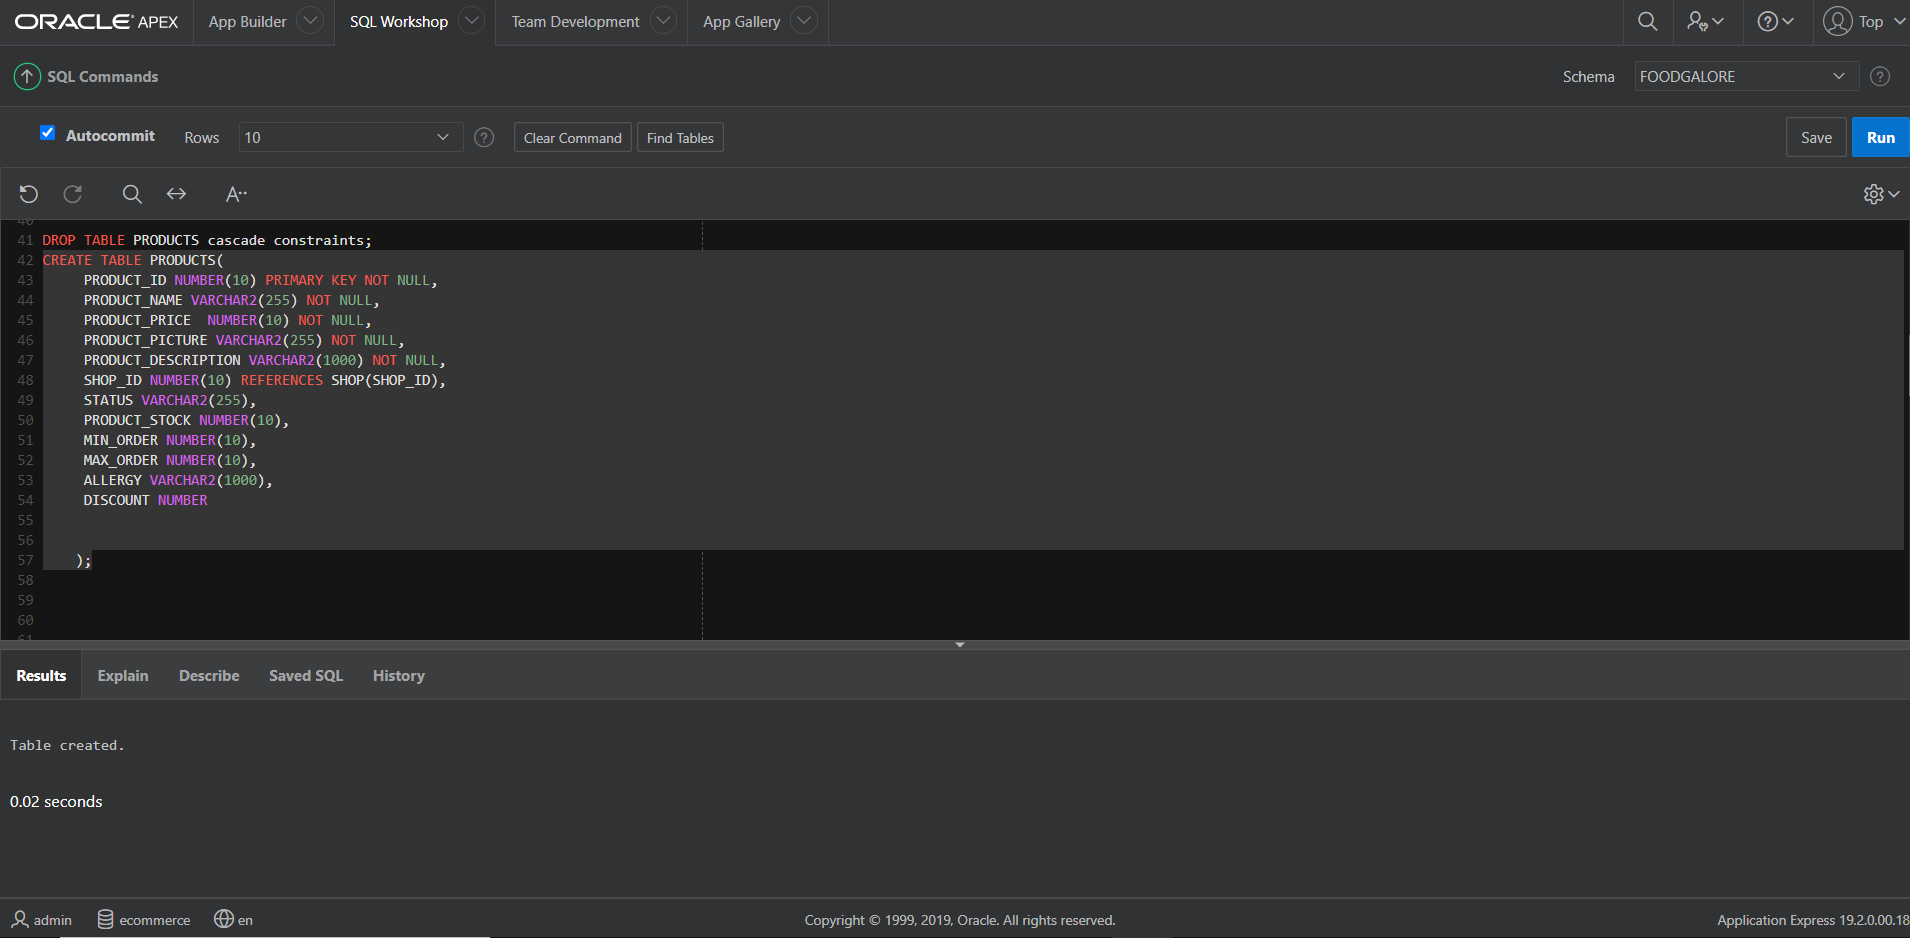 ORACLE APEX App Builder SQL Workshop Team Development App Gallery Top
SQL Commands Schema FOODGALORE
Autocommit Rows 10 Clear Command Find Tables Save Run
40
41 DROP TABLE PRODUCTS cascade constraints;
42 CREATE TABLE PRODUCTS(
43 PRODUCT_ID NUMBER(10) PRIMARY KEY NOT NULL,
44 PRODUCT_NAME VARCHAR2(255) NOT NULL,
45 PRODUCT_PRICE  NUMBER(10) NOT NULL,
46 PRODUCT_PICTURE VARCHAR2(255) NOT NULL,
47 PRODUCT_DESCRIPTION VARCHAR2(1000) NOT NULL,
48 SHOP_ID NUMBER(10) REFERENCES SHOP(SHOP_ID),
49 STATUS VARCHAR2(255),
50 PRODUCT_STOCK NUMBER(10),
51 MIN_ORDER NUMBER(10),
52 MAX_ORDER NUMBER(10),
53 ALLERGY VARCHAR2(1000),
54 DISCOUNT NUMBER
55
56
57 );
58
59
60
61
Results Explain Describe Saved SQL History
Table created.
0.02 seconds
admin ecommerce en Copyright © 1999, 2019, Oracle. All rights reserved. Application Express 19.2.0.00.18